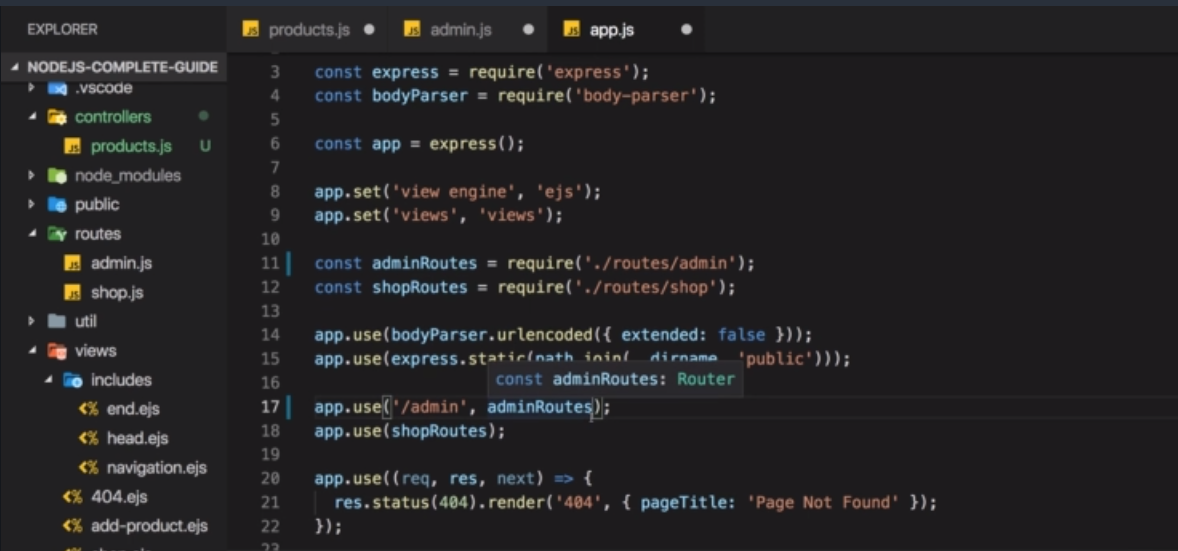 EXPLORER
NODEJS-COMPLETE-GUIDE
.vscode
controllers
products.js U
node_modules
public
routes
admin.js
shop.js
util
views
includes
end.ejs
head.ejs
navigation.ejs
404.ejs
add-product.ejs
JS products.js
JS admin.js
JS app.js
3 const express = require('express');
4 const bodyParser = require('body-parser');
5
6 const app = express();
7
8 app.set('view engine', 'ejs');
9 app.set('views', 'views');
10
11 const adminRoutes = require('./routes/admin');
12 const shopRoutes = require('./routes/shop');
13
14 app.use(bodyParser.urlencoded({ extended: false }));
15 app.use(express.static(path.join(__dirname, 'public')));
16
const adminRoutes: Router
17 app.use('/admin', adminRoutes);
18 app.use(shopRoutes);
19
20 app.use((req, res, next) => {
21 res.status(404).render('404', { pageTitle: 'Page Not Found' });
22 });
23